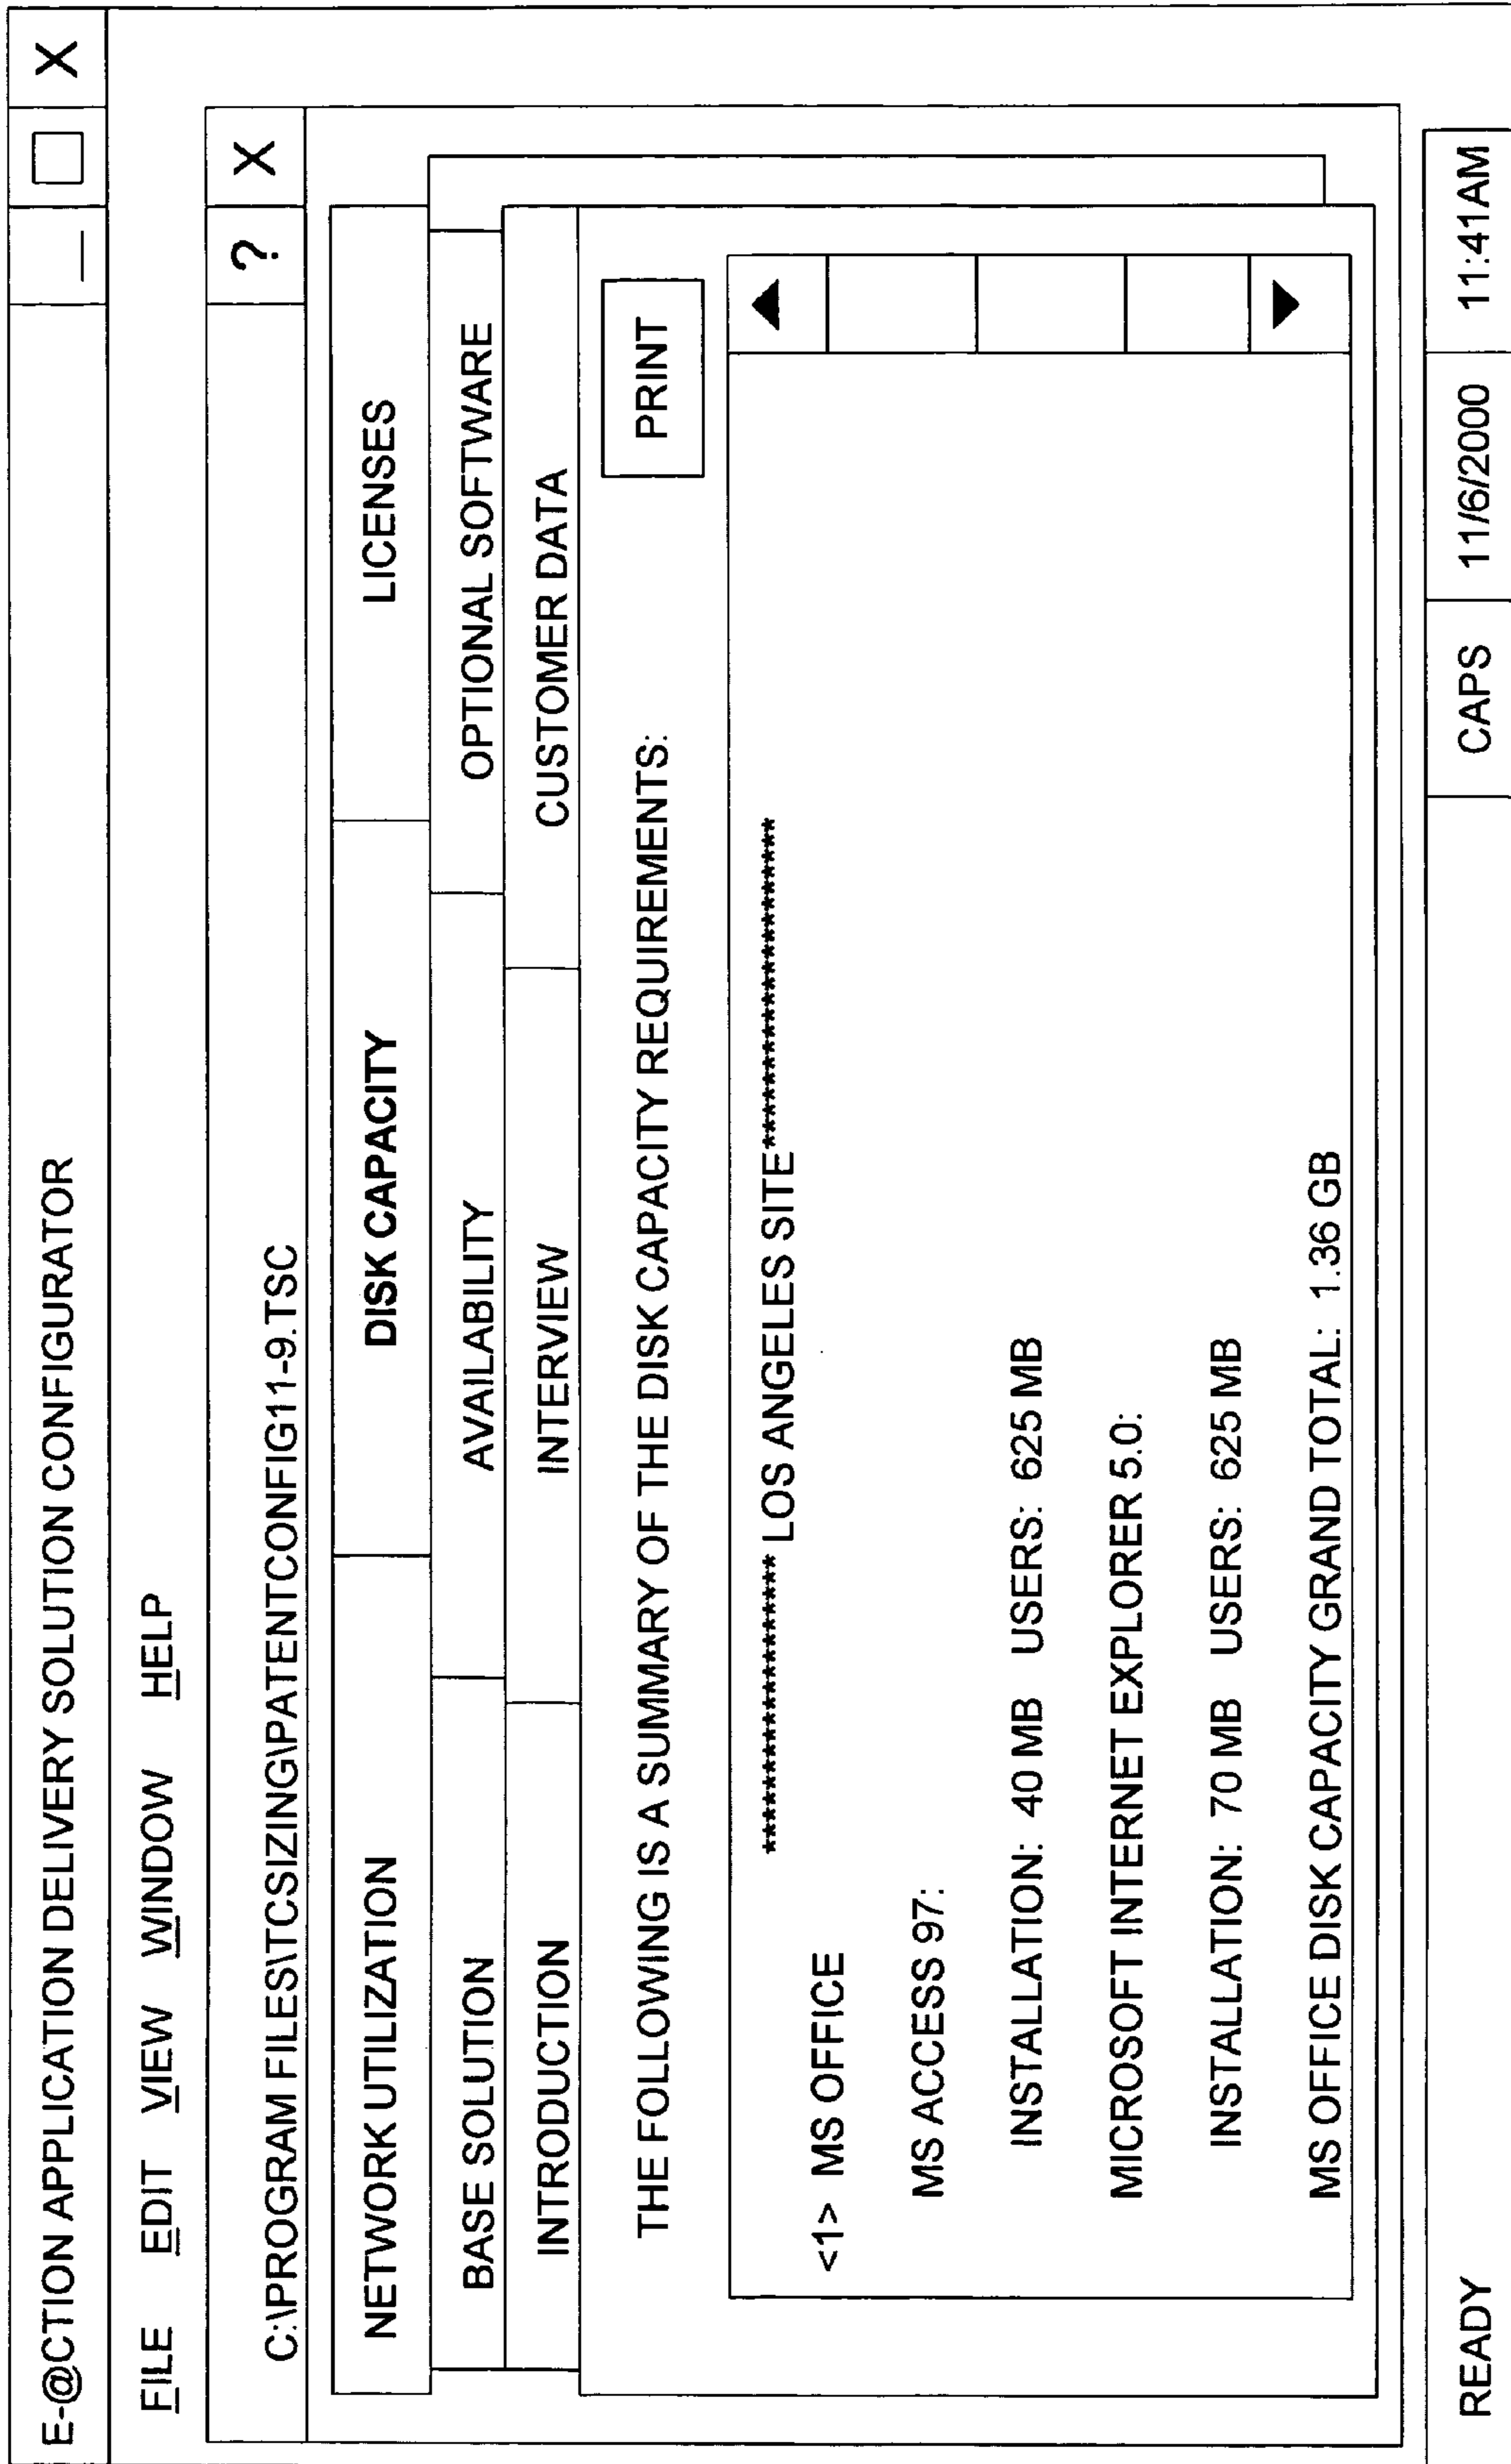 E-@CTION APPLICATION DELIVERY SOLUTION CONFIGURATOR _ X
FILE EDIT VIEW WINDOW HELP
C:\PROGRAM FILES\TCSIZING\PATENTCONFIG11-9.TSC ? X
NETWORK UTILIZATION DISK CAPACITY LICENSES
BASE SOLUTION AVAILABILITY OPTIONAL SOFTWARE
INTRODUCTION INTERVIEW CUSTOMER DATA
THE FOLLOWING IS A SUMMARY OF THE DISK CAPACITY REQUIREMENTS: PRINT
********************* LOS ANGELES SITE***********************
<1> MS OFFICE
MS ACCESS 97:
INSTALLATION: 40 MB USERS: 625 MB
MICROSOFT INTERNET EXPLORER 5.0:
INSTALLATION: 70 MB USERS: 625 MB
MS OFFICE DISK CAPACITY GRAND TOTAL: 1.36 GB
READY CAPS 11/6/2000 11:41AM